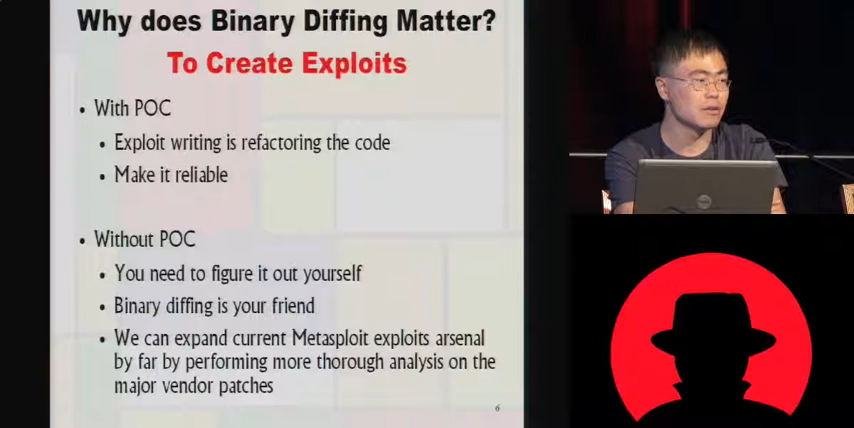 Why does Binary Diffing Matter?
To Create Exploits
• With POC
• Exploit writing is refactoring the code
• Make it reliable
• Without POC
• You need to figure it out yourself
• Binary diffing is your friend
• We can expand current Metasploit exploits arsenal
by far by performing more thorough analysis on the
major vendor patches
6